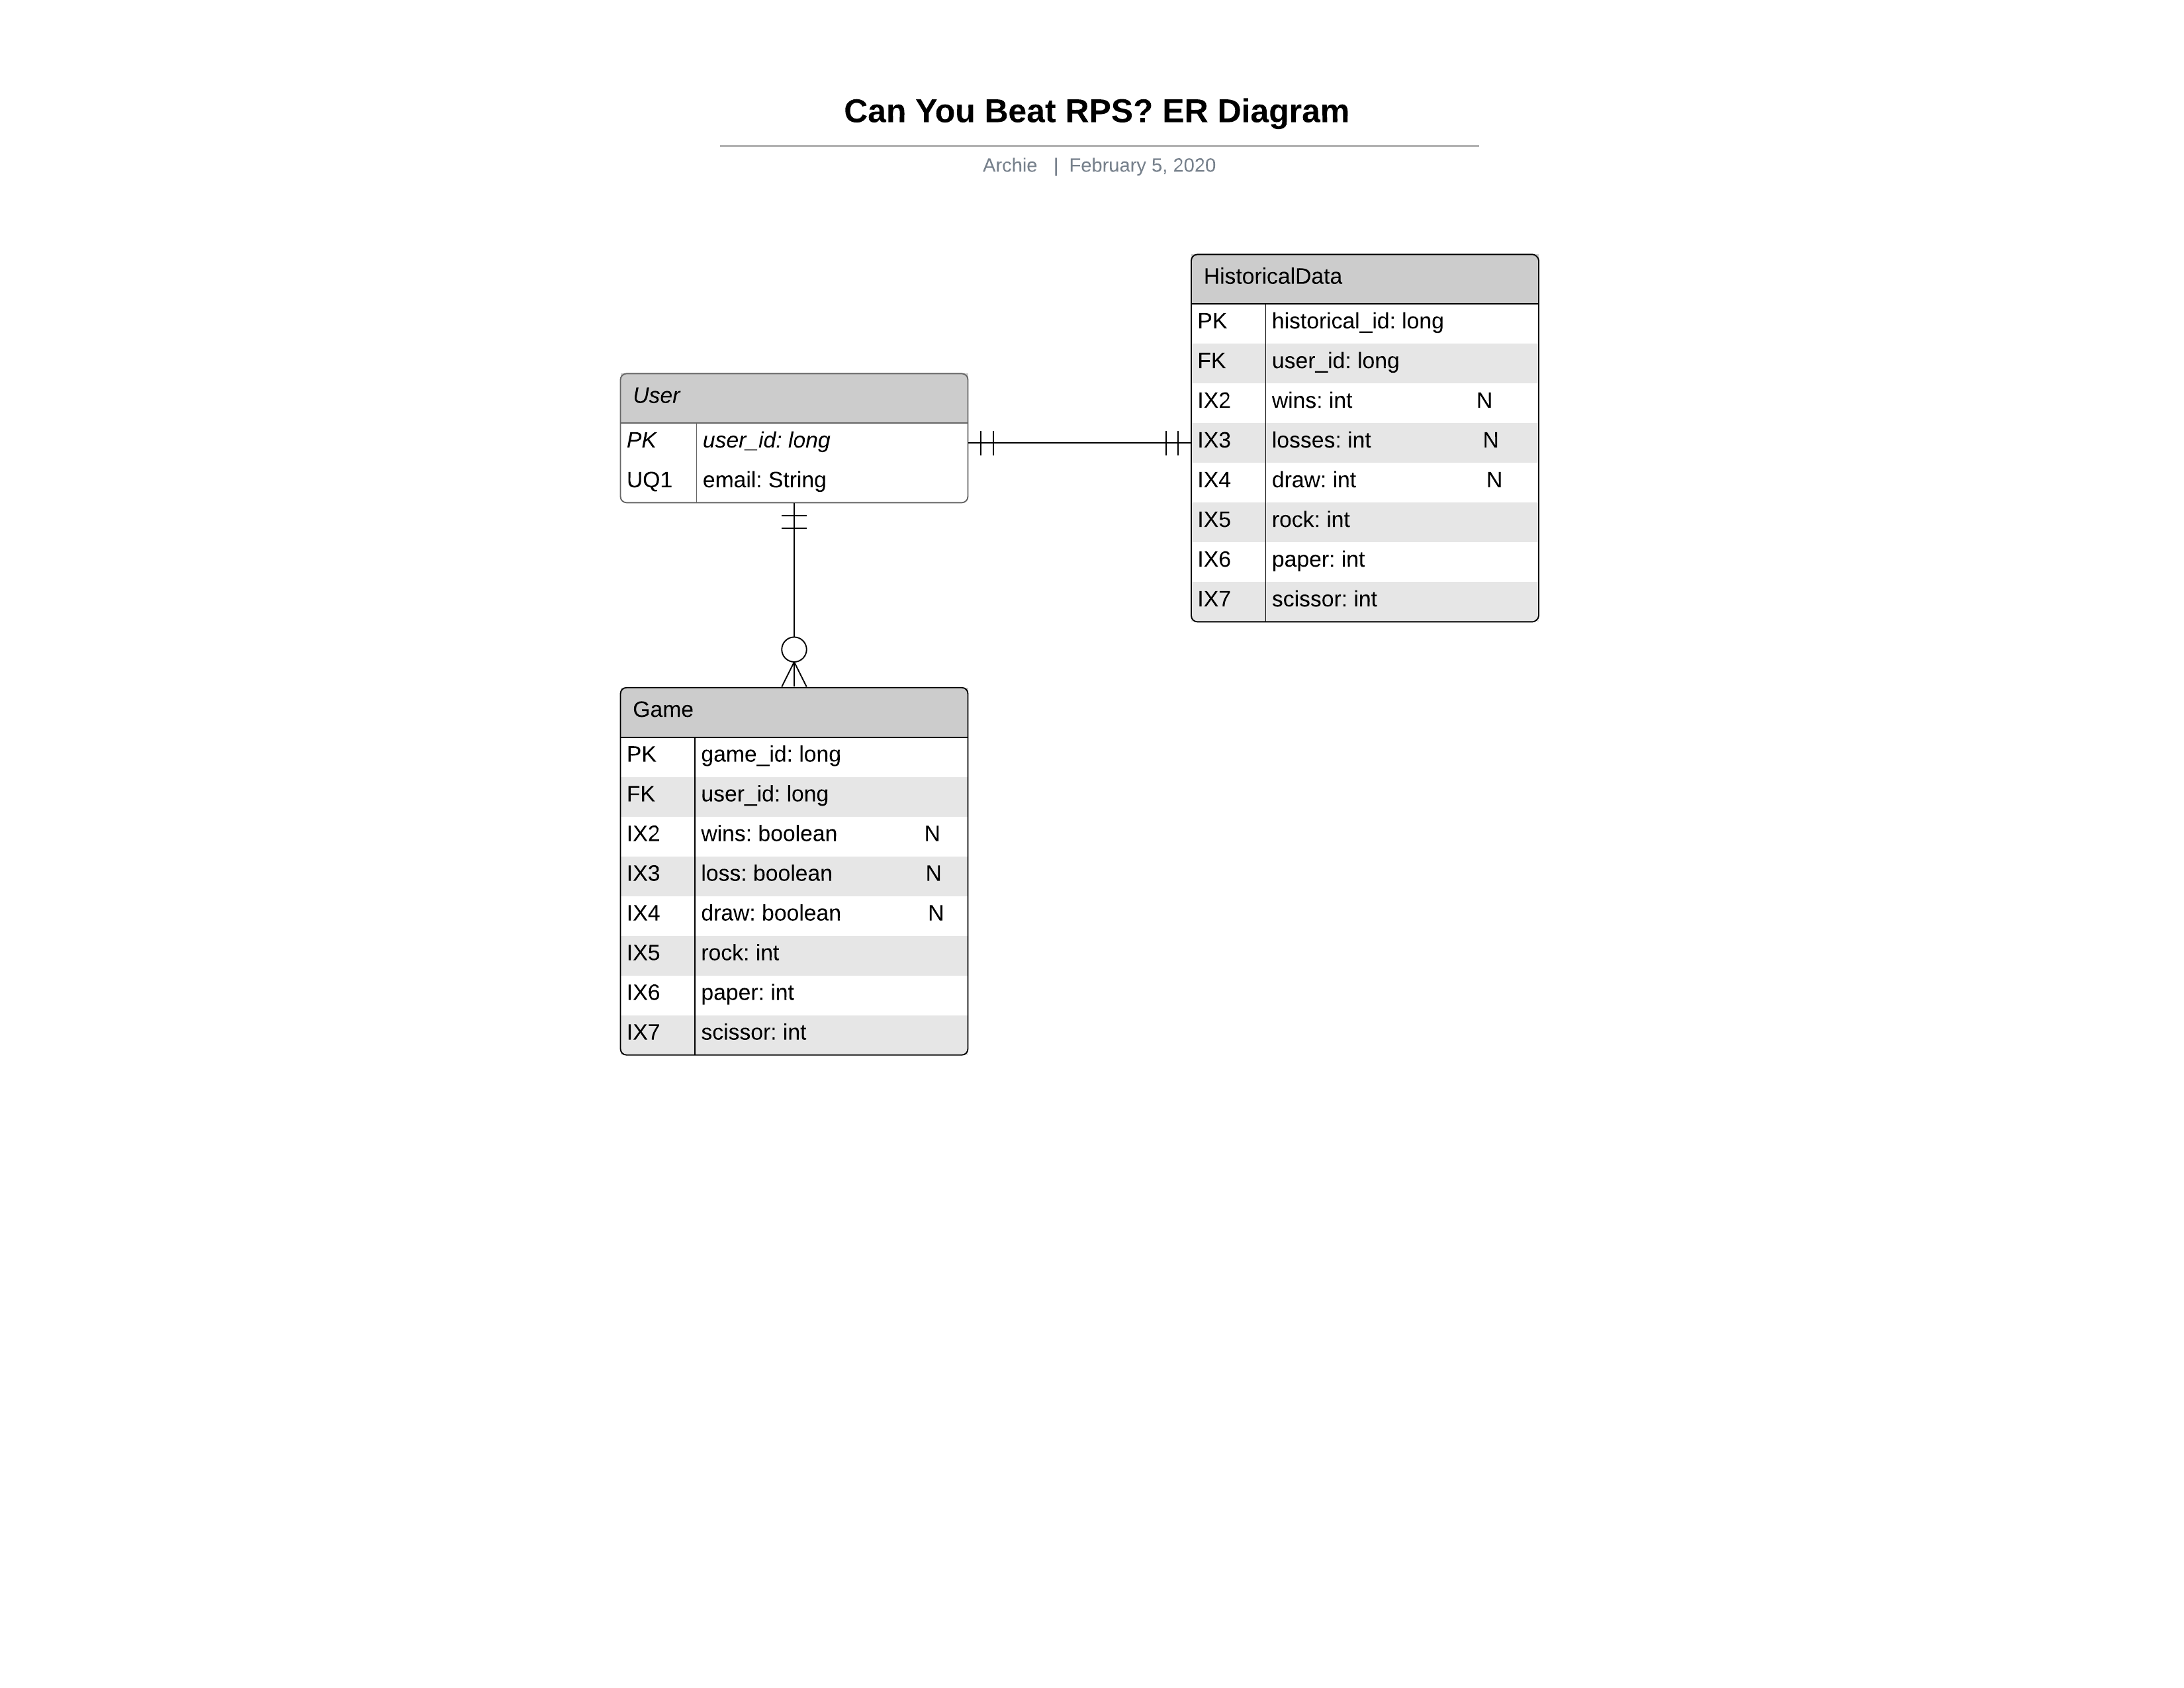 Can You Beat RPS? ER Diagram
Archie | February 5, 2020
HistoricalData
PK historical_id: long
FK user_id: long
IX2 wins: int N
IX3 losses: int N
IX4 draw: int N
IX5 rock: int
IX6 paper: int
IX7 scissor: int
User
PK user_id: long
UQ1 email: String
Game
PK game_id: long
FK user_id: long
IX2 wins: boolean N
IX3 loss: boolean N
IX4 draw: boolean N
IX5 rock: int
IX6 paper: int
IX7 scissor: int